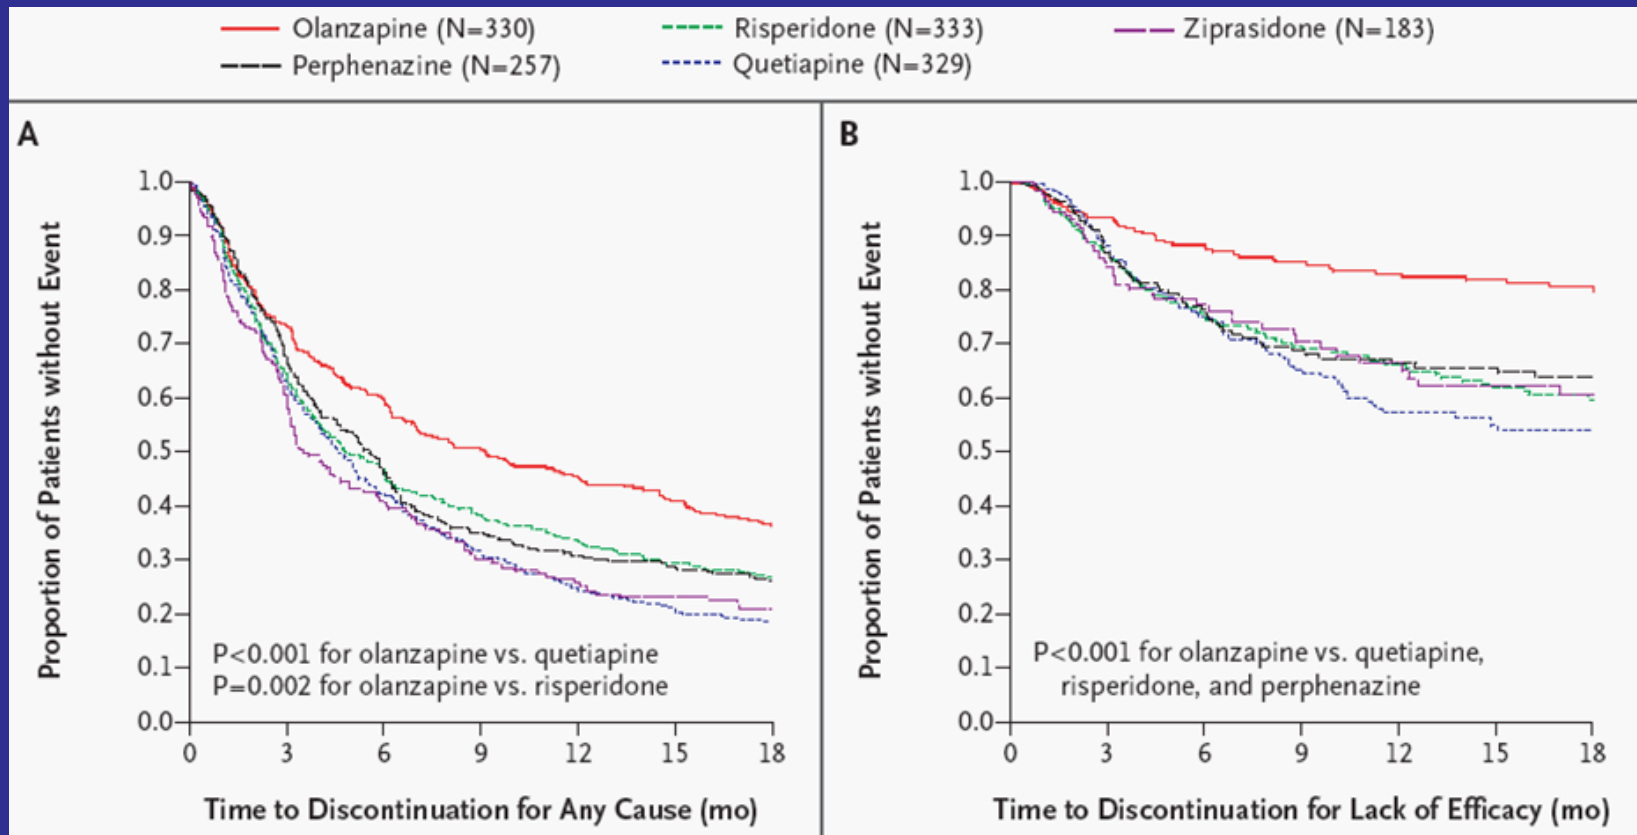 Olanzapine (N=330)
Risperidone (N=333)
Ziprasidone (N=183)
Perphenazine (N=257)
Quetiapine (N=329)
A
Proportion of Patients without Event
1.0
0.9
0.8
0.7
0.6
0.5
0.4
0.3
0.2
0.1
0.0
P<0.001 for olanzapine vs. quetiapine
P=0.002 for olanzapine vs. risperidone
0 3 6 9 12 15 18
Time to Discontinuation for Any Cause (mo)
B
Proportion of Patients without Event
1.0
0.9
0.8
0.7
0.6
0.5
0.4
0.3
0.2
0.1
0.0
P<0.001 for olanzapine vs. quetiapine,
risperidone, and perphenazine
0 3 6 9 12 15 18
Time to Discontinuation for Lack of Efficacy (mo)